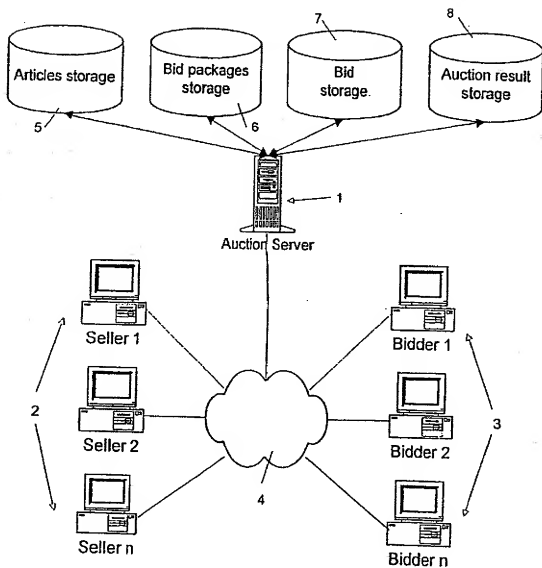 7
8
Articles storage
Bid packages
storage
Bid
storage.
Auction result
storage
5
6
1
Auction Server
Seller 1
Bidder 1
2
3
Seller 2
Bidder 2
4
Seller n
Bidder n